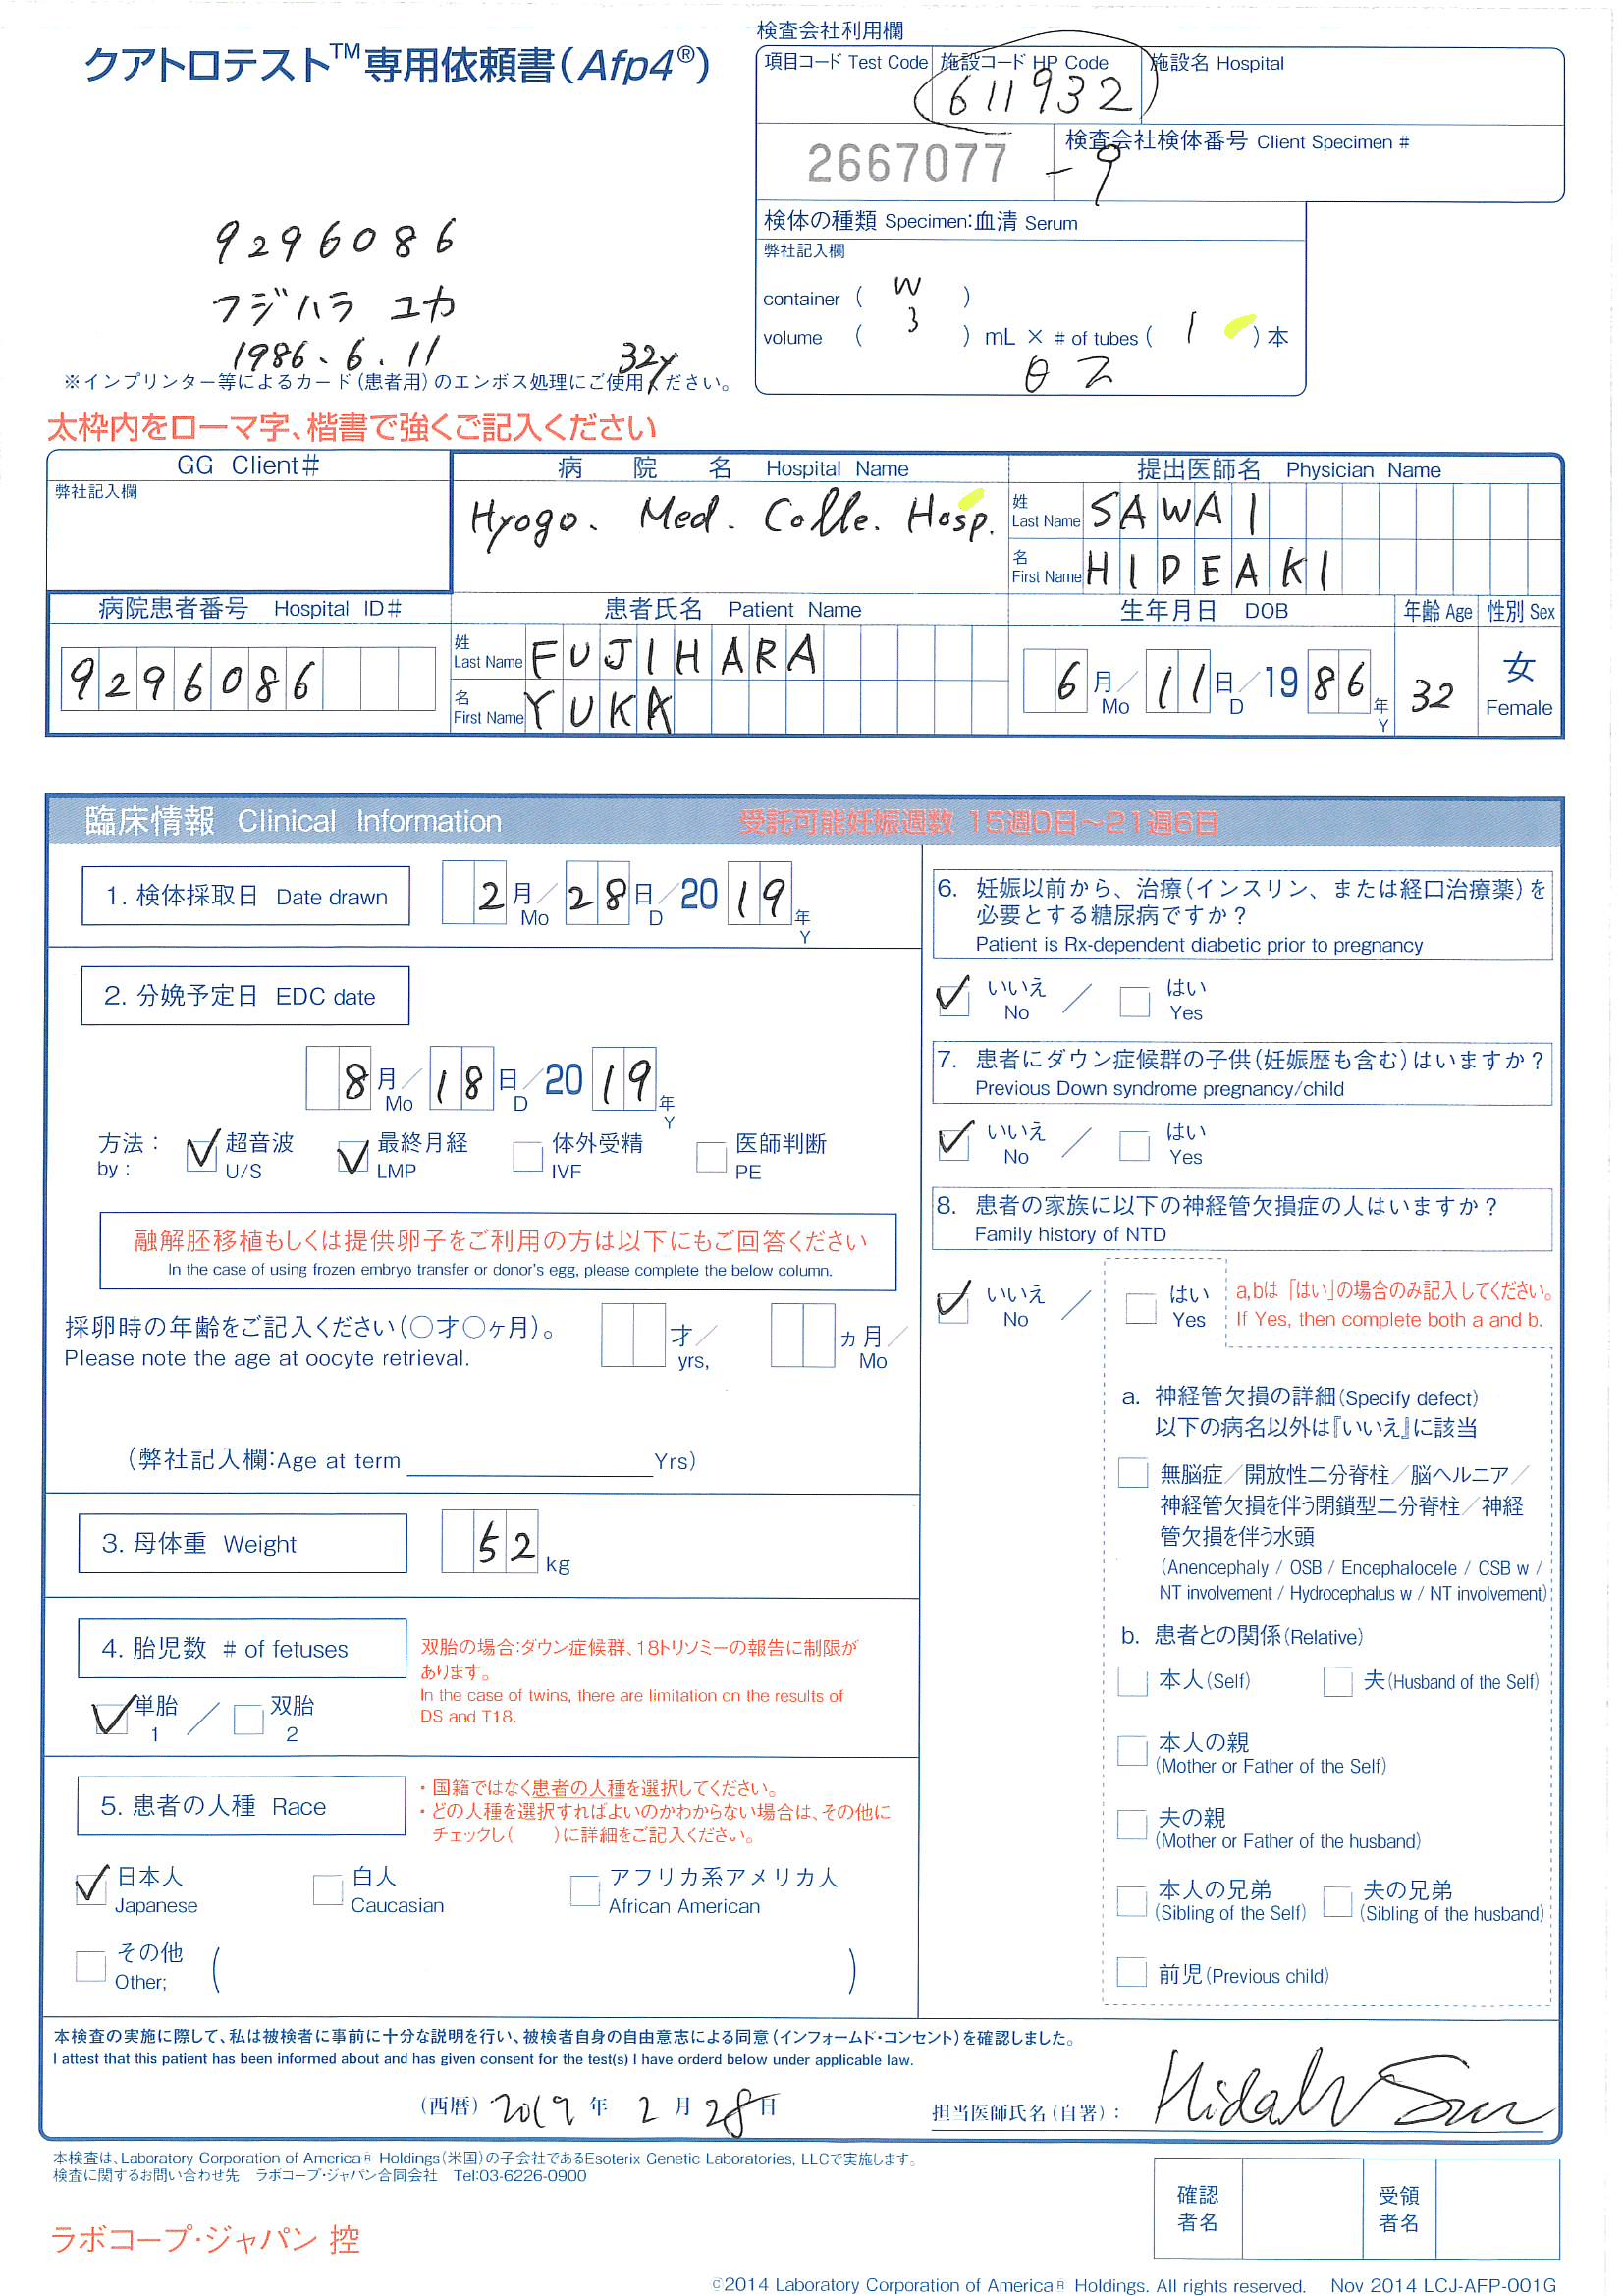 クアトロテスト™専用依頼書(Afp4®)
検査会社利用欄
項目コード Test Code 施設コード HP Code 施設名 Hospital
611932
2667077 -9
検査会社検体番号 Client Specimen #
検体の種類 Specimen:血清 Serum
弊社記入欄
container ( W )
volume ( 3 ) mL × # of tubes ( 1 )本
9296086
フジハラ ユカ
1986.6.11 32y
※インプリンター等によるカード(患者用)のエンボス処理にご使用ください。
太枠内をローマ字、楷書で強くご記入ください
GG Client# 病院名 Hospital Name 提出医師名 Physician Name
弊社記入欄
Hyogo. Med. Colle. Hosp.
姓 Last Name SAWAI
名 First Name HIDEAKI
病院患者番号 Hospital ID# 患者氏名 Patient Name 生年月日 DOB 年齢 Age 性別 Sex
9296086
姓 Last Name FUJIHARA
名 First Name YUKA
6月Mo/11日D/1986年Y 32 女 Female
臨床情報 Clinical Information 受託可能妊娠週数 15週0日~21週6日
1. 検体採取日 Date drawn 2月Mo/28日D/2019年Y
2. 分娩予定日 EDC date
8月Mo/18日D/2019年Y
方法: 超音波 最終月経 体外受精 医師判断
by: U/S LMP IVF PE
融解胚移植もしくは提供卵子をご利用の方は以下にもご回答ください
In the case of using frozen embryo transfer or donor's egg, please complete the below column.
採卵時の年齢をご記入ください(○才○ヶ月)。 才/ ヵ月/
Please note the age at oocyte retrieval. yrs, Mo
(弊社記入欄:Age at term Yrs)
3. 母体重 Weight 52 kg
4. 胎児数 # of fetuses
双胎の場合:ダウン症候群、18トリソミーの報告に制限が
あります。
In the case of twins, there are limitation on the results of
DS and T18.
単胎 / 双胎
1 2
5. 患者の人種 Race
・国籍ではなく患者の人種を選択してください。
・どの人種を選択すればよいのかわからない場合は、その他に
チェックし( )に詳細をご記入ください。
日本人 白人 アフリカ系アメリカ人
Japanese Caucasian African American
その他 ( )
Other;
6. 妊娠以前から、治療(インスリン、または経口治療薬)を
必要とする糖尿病ですか?
Patient is Rx-dependent diabetic prior to pregnancy
いいえ / はい
No Yes
7. 患者にダウン症候群の子供(妊娠歴も含む)はいますか?
Previous Down syndrome pregnancy/child
いいえ / はい
No Yes
8. 患者の家族に以下の神経管欠損症の人はいますか?
Family history of NTD
いいえ / はい a,bは「はい」の場合のみ記入してください。
No Yes If Yes, then complete both a and b.
a. 神経管欠損の詳細(Specify defect)
以下の病名以外は『いいえ』に該当
無脳症/開放性二分脊柱/脳ヘルニア/
神経管欠損を伴う閉鎖型二分脊柱/神経
管欠損を伴う水頭
(Anencephaly / OSB / Encephalocele / CSB w /
NT involvement / Hydrocephalus w / NT involvement)
b. 患者との関係(Relative)
本人(Self) 夫(Husband of the Self)
本人の親
(Mother or Father of the Self)
夫の親
(Mother or Father of the husband)
本人の兄弟 夫の兄弟
(Sibling of the Self) (Sibling of the husband)
前児(Previous child)
本検査の実施に際して、私は被検者に事前に十分な説明を行い、被検者自身の自由意志による同意(インフォームド・コンセント)を確認しました。
I attest that this patient has been informed about and has given consent for the test(s) I have orderd below under applicable law.
(西暦) 2019年 2月 28日 担当医師氏名(自署):
本検査は、Laboratory Corporation of America® Holdings(米国)の子会社であるEsoterix Genetic Laboratories, LLCで実施します。
検査に関するお問い合わせ先 ラボコープ・ジャパン合同会社 Tel:03-6226-0900
確認者名 受領者名
ラボコープ・ジャパン 控
©2014 Laboratory Corporation of America® Holdings. All rights reserved. Nov 2014 LCJ-AFP-001G